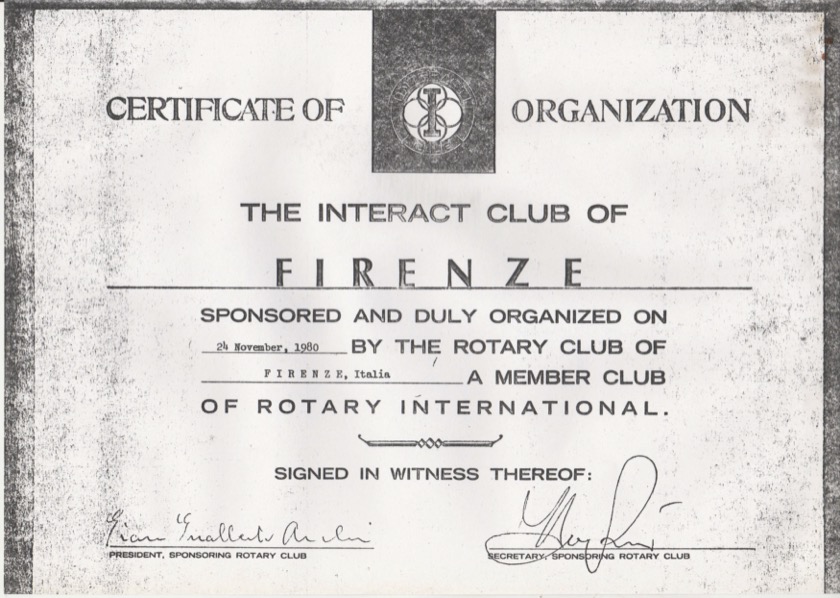 CERTIFICATE OF ORGANIZATION
THE INTERACT CLUB OF
FIRENZE
SPONSORED AND DULY ORGANIZED ON
24 November, 1980 BY THE ROTARY CLUB OF
FIRENZE, Italia A MEMBER CLUB
OF ROTARY INTERNATIONAL.
SIGNED IN WITNESS THEREOF:
Gian Gualberto
PRESIDENT, SPONSORING ROTARY CLUB
SECRETARY, SPONSORING ROTARY CLUB